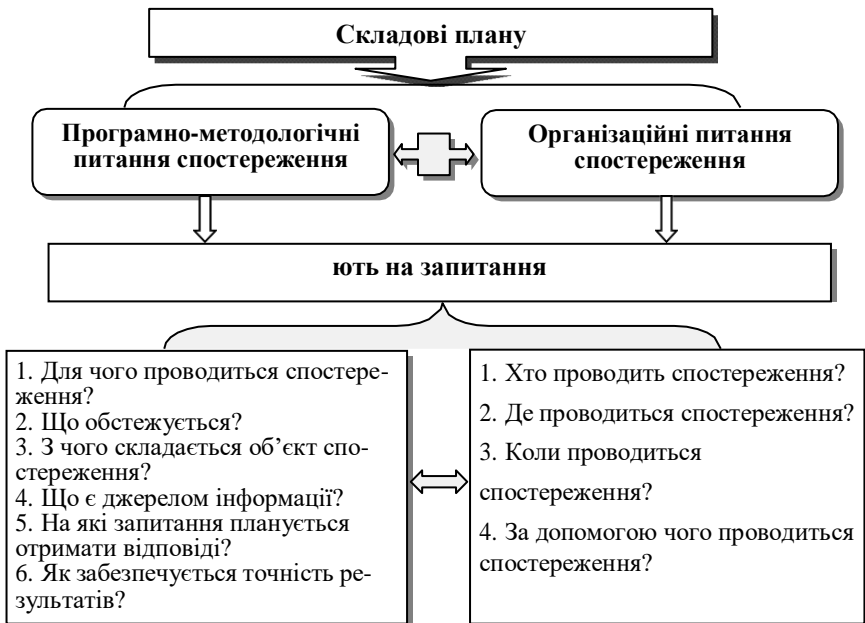 Складові плану
Програмно-методологічні
питання спостереження
Організаційні питання
спостереження
ють на запитання
1. Для чого проводиться спостере-
ження?
2. Що обстежується?
3. З чого складається об’єкт спо-
стереження?
4. Що є джерелом інформації?
5. На які запитання планується
отримати відповіді?
6. Як забезпечується точність ре-
зультатів?
1. Хто проводить спостереження?
2. Де проводиться спостереження?
3. Коли проводиться
спостереження?
4. За допомогою чого проводиться
спостереження?